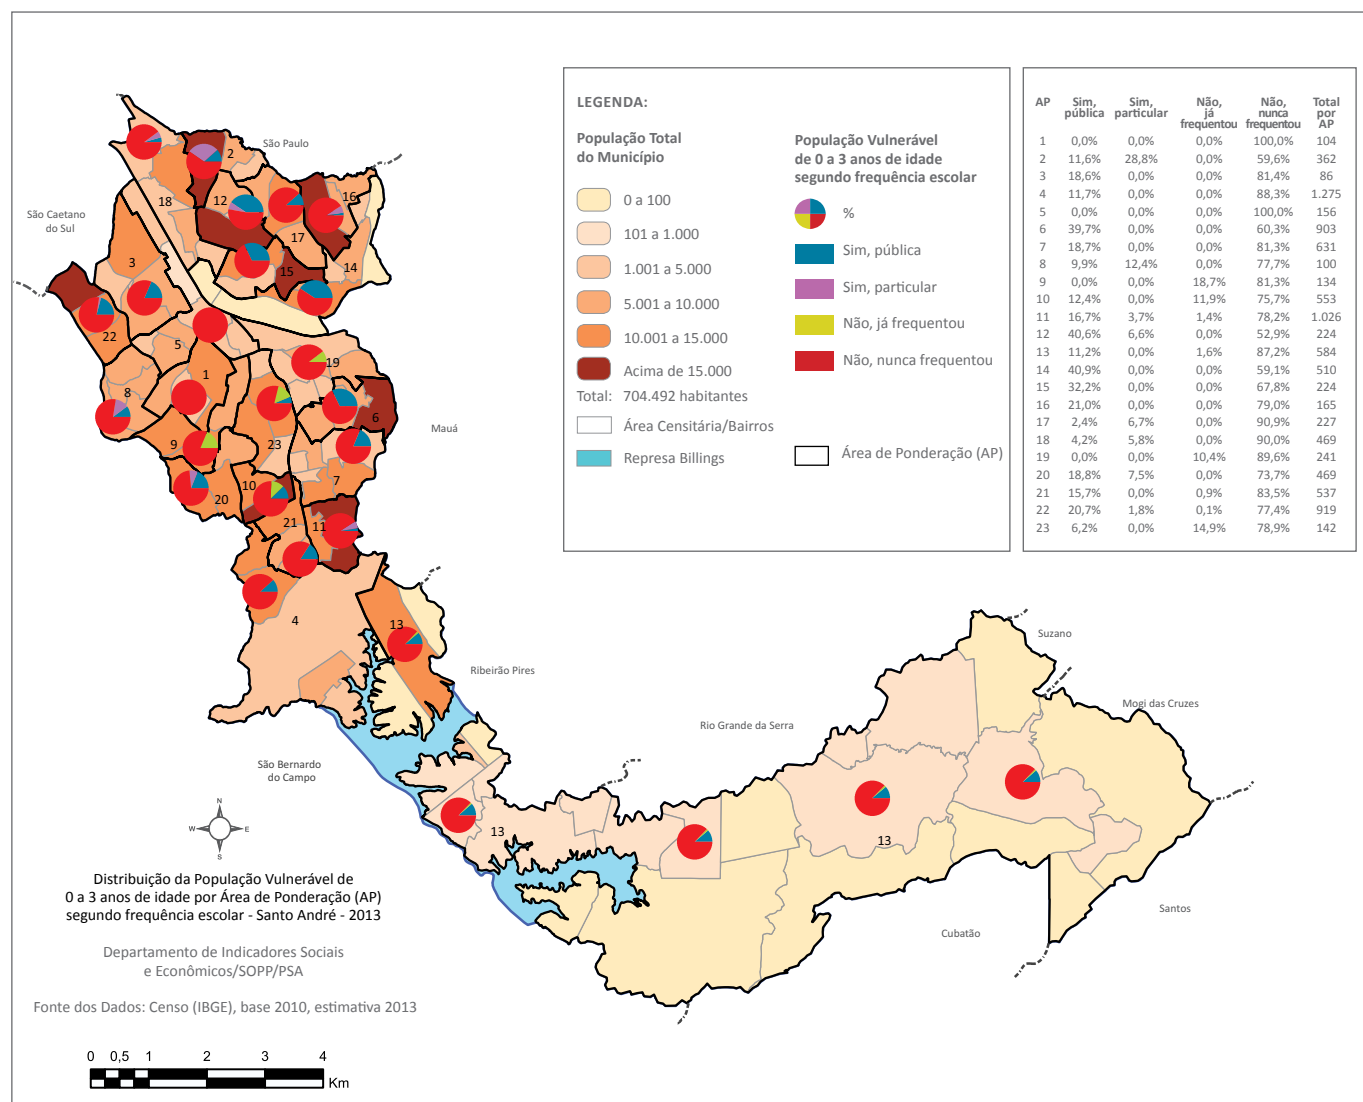 São Paulo
São Caetano
do Sul
Mauá
Ribeirão Pires
São Bernardo
do Campo
Rio Grande da Serra
Suzano
Mogi das Cruzes
Santos
Cubatão
2
12
16
18
17
3
15
14
22
5
19
1
8
6
9
23
7
10
20
21
11
4
13
13
13
LEGENDA:
População Total
do Município
0 a 100
101 a 1.000
1.001 a 5.000
5.001 a 10.000
10.001 a 15.000
Acima de 15.000
Total: 704.492 habitantes
Área Censitária/Bairros
Represa Billings
População Vulnerável
de 0 a 3 anos de idade
segundo frequência escolar
%
Sim, pública
Sim, particular
Não, já frequentou
Não, nunca frequentou
Área de Ponderação (AP)
AP Sim, pública Sim, particular Não, já frequentou Não, nunca frequentou Total por AP
1 0,0% 0,0% 0,0% 100,0% 104
2 11,6% 28,8% 0,0% 59,6% 362
3 18,6% 0,0% 0,0% 81,4% 86
4 11,7% 0,0% 0,0% 88,3% 1.275
5 0,0% 0,0% 0,0% 100,0% 156
6 39,7% 0,0% 0,0% 60,3% 903
7 18,7% 0,0% 0,0% 81,3% 631
8 9,9% 12,4% 0,0% 77,7% 100
9 0,0% 0,0% 18,7% 81,3% 134
10 12,4% 0,0% 11,9% 75,7% 553
11 16,7% 3,7% 1,4% 78,2% 1.026
12 40,6% 6,6% 0,0% 52,9% 224
13 11,2% 0,0% 1,6% 87,2% 584
14 40,9% 0,0% 0,0% 59,1% 510
15 32,2% 0,0% 0,0% 67,8% 224
16 21,0% 0,0% 0,0% 79,0% 165
17 2,4% 6,7% 0,0% 90,9% 227
18 4,2% 5,8% 0,0% 90,0% 469
19 0,0% 0,0% 10,4% 89,6% 241
20 18,8% 7,5% 0,0% 73,7% 469
21 15,7% 0,0% 0,9% 83,5% 537
22 20,7% 1,8% 0,1% 77,4% 919
23 6,2% 0,0% 14,9% 78,9% 142
N
W E
S
Distribuição da População Vulnerável de
0 a 3 anos de idade por Área de Ponderação (AP)
segundo frequência escolar - Santo André - 2013
Departamento de Indicadores Sociais
e Econômicos/SOPP/PSA
Fonte dos Dados: Censo (IBGE), base 2010, estimativa 2013
0 0,5 1 2 3 4
Km